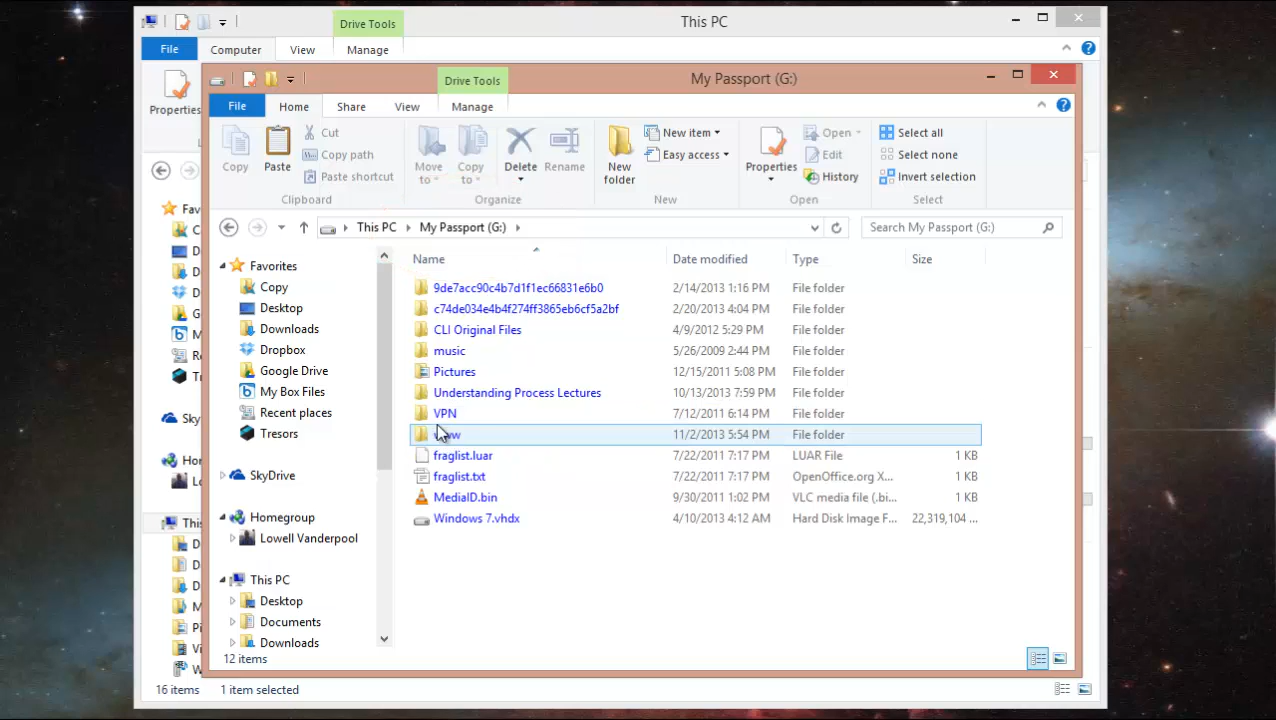 Drive Tools
This PC
File
Computer
View
Manage
Properties
Drive Tools
My Passport (G:)
File
Home
Share
View
Manage
Copy
Paste
Cut
Copy path
Paste shortcut
Clipboard
Move to
Copy to
Delete
Rename
Organize
New folder
New item
Easy access
New
Properties
Open
Edit
History
Open
Select all
Select none
Invert selection
Select
This PC
My Passport (G:)
Search My Passport (G:)
Favorites
Copy
Desktop
Downloads
Dropbox
Google Drive
My Box Files
Recent places
Tresors
SkyDrive
Homegroup
Lowell Vanderpool
This PC
Desktop
Documents
Downloads
Name Date modified Type Size
9de7acc90c4b7d1f1ec66831e6b0 2/14/2013 1:16 PM File folder
c74de034e4b4f274ff3865eb6cf5a2bf 2/20/2013 4:04 PM File folder
CLI Original Files 4/9/2012 5:29 PM File folder
music 5/26/2009 2:44 PM File folder
Pictures 12/15/2011 5:08 PM File folder
Understanding Process Lectures 10/13/2013 7:59 PM File folder
VPN 7/12/2011 6:14 PM File folder
11/2/2013 5:54 PM File folder
fraglist.luar 7/22/2011 7:17 PM LUAR File 1 KB
fraglist.txt 7/22/2011 7:17 PM OpenOffice.org X... 1 KB
MediaID.bin 9/30/2011 1:02 PM VLC media file (.bi... 1 KB
Windows 7.vhdx 4/10/2013 4:12 AM Hard Disk Image F... 22,319,104 ...
12 items
16 items 1 item selected